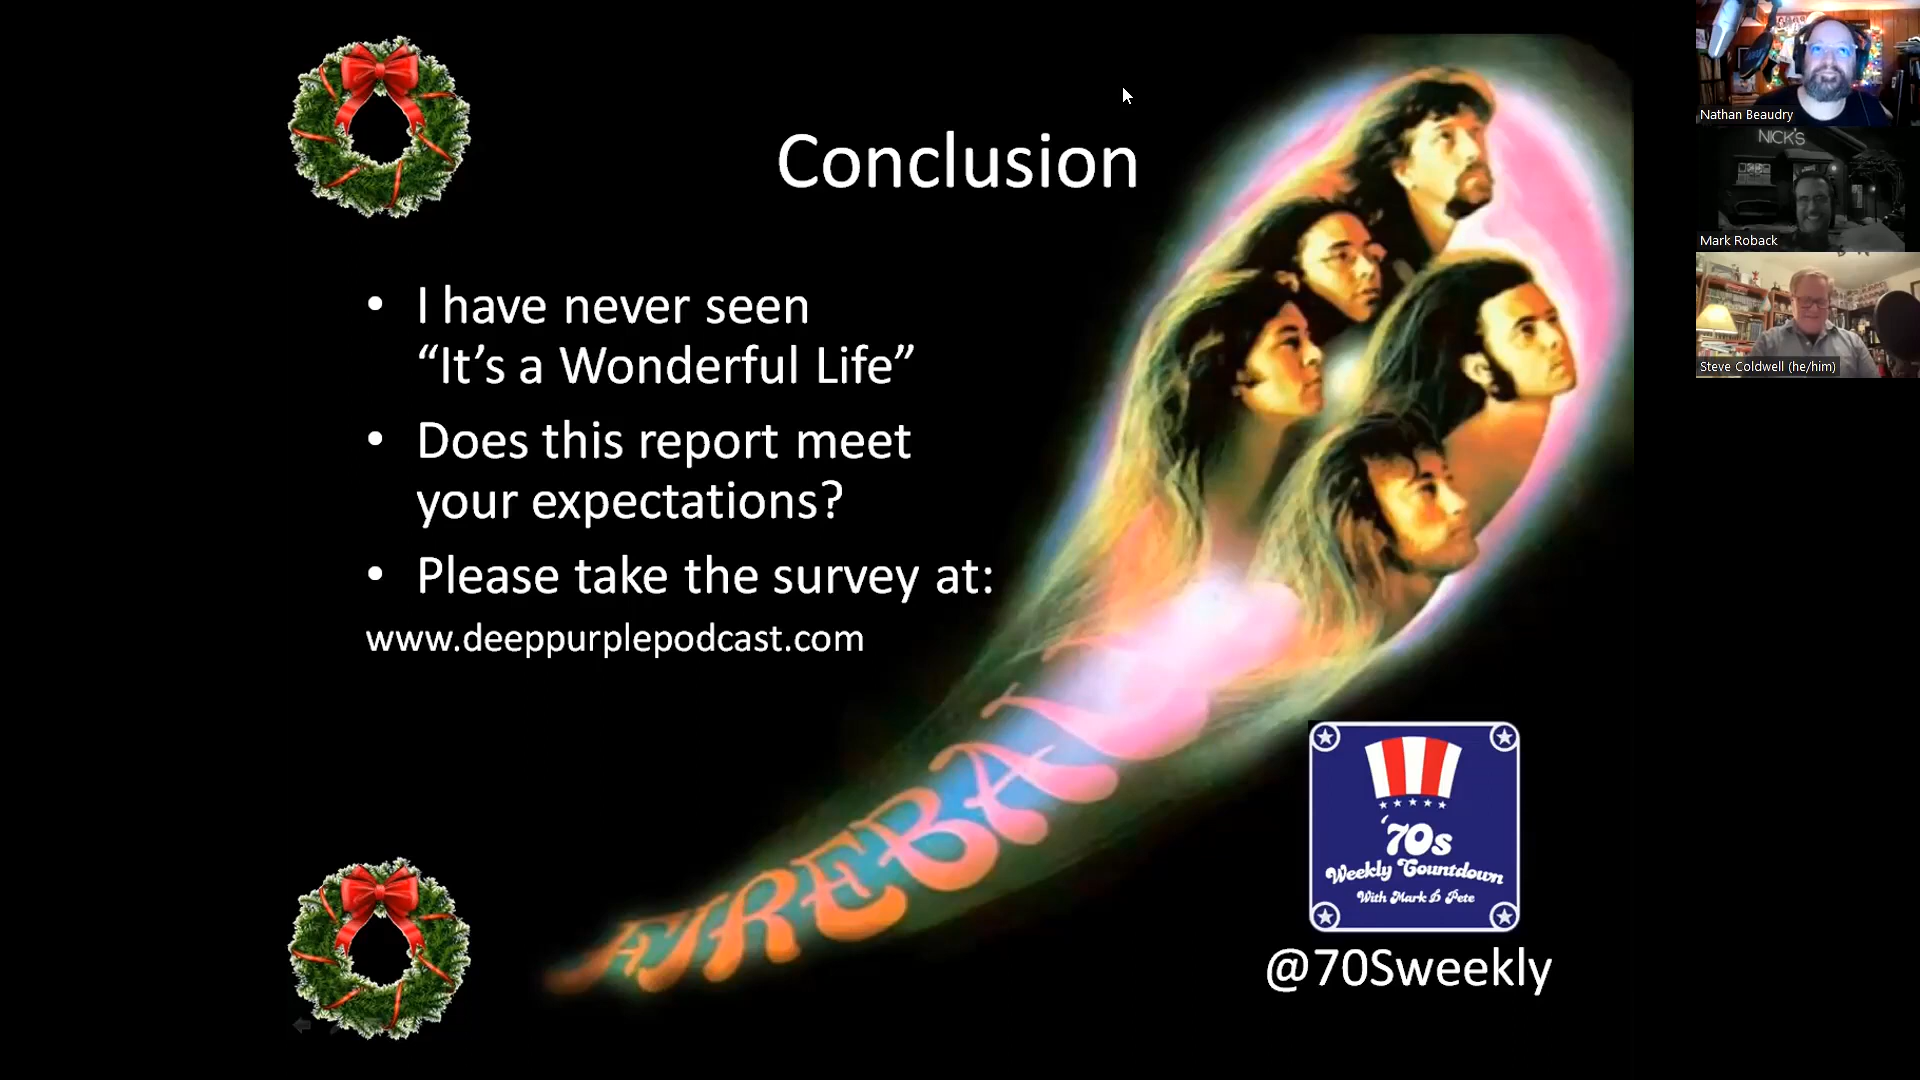 Conclusion
• I have never seen
“It’s a Wonderful Life”
• Does this report meet
your expectations?
• Please take the survey at:
www.deeppurplepodcast.com
FIREBALL
'70s
Weekly Countdown
With Mark & Pete
@70Sweekly
Nathan Beaudry
NICK'S
Mark Roback
Steve Coldwell (he/him)